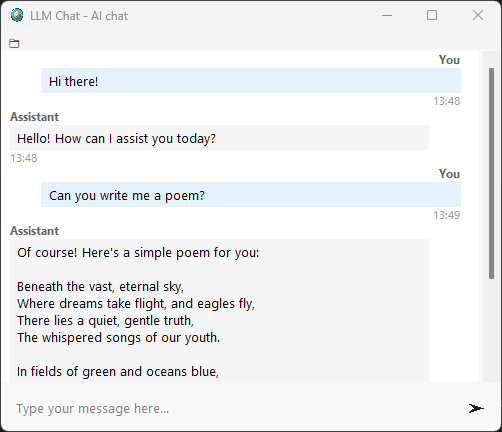 LLM Chat - AI chat
You
Hi there!
13:48
Assistant
Hello! How can I assist you today?
13:48
You
Can you write me a poem?
13:49
Assistant
Of course! Here's a simple poem for you:
Beneath the vast, eternal sky,
Where dreams take flight, and eagles fly,
There lies a quiet, gentle truth,
The whispered songs of our youth.
In fields of green and oceans blue,
Type your message here...